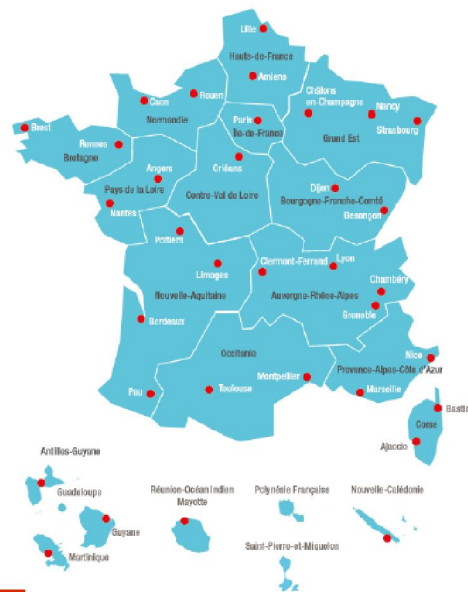 Lille
Hauts-de-France
Amiens
Rouen
Caen
Normandie
Châlons
en-Champagne
Nancy
Strasbourg
Grand Est
Paris
Île-de-France
Brest
Rennes
Bretagne
Angers
Pays de la Loire
Nantes
Orléans
Centre-Val de Loire
Dijon
Bourgogne-Franche-Comté
Besançon
Poitiers
Limoges
Nouvelle-Aquitaine
Bordeaux
Pau
Clermont-Ferrand
Lyon
Chambéry
Auvergne-Rhône-Alpes
Grenoble
Occitanie
Toulouse
Montpellier
Nice
Provence-Alpes-Côte d'Azur
Marseille
Bastia
Corse
Ajaccio
Antilles-Guyane
Guadeloupe
Guyane
Martinique
Réunion-Océan Indien
Mayotte
Polynésie Française
Nouvelle-Calédonie
Saint-Pierre-et-Miquelon